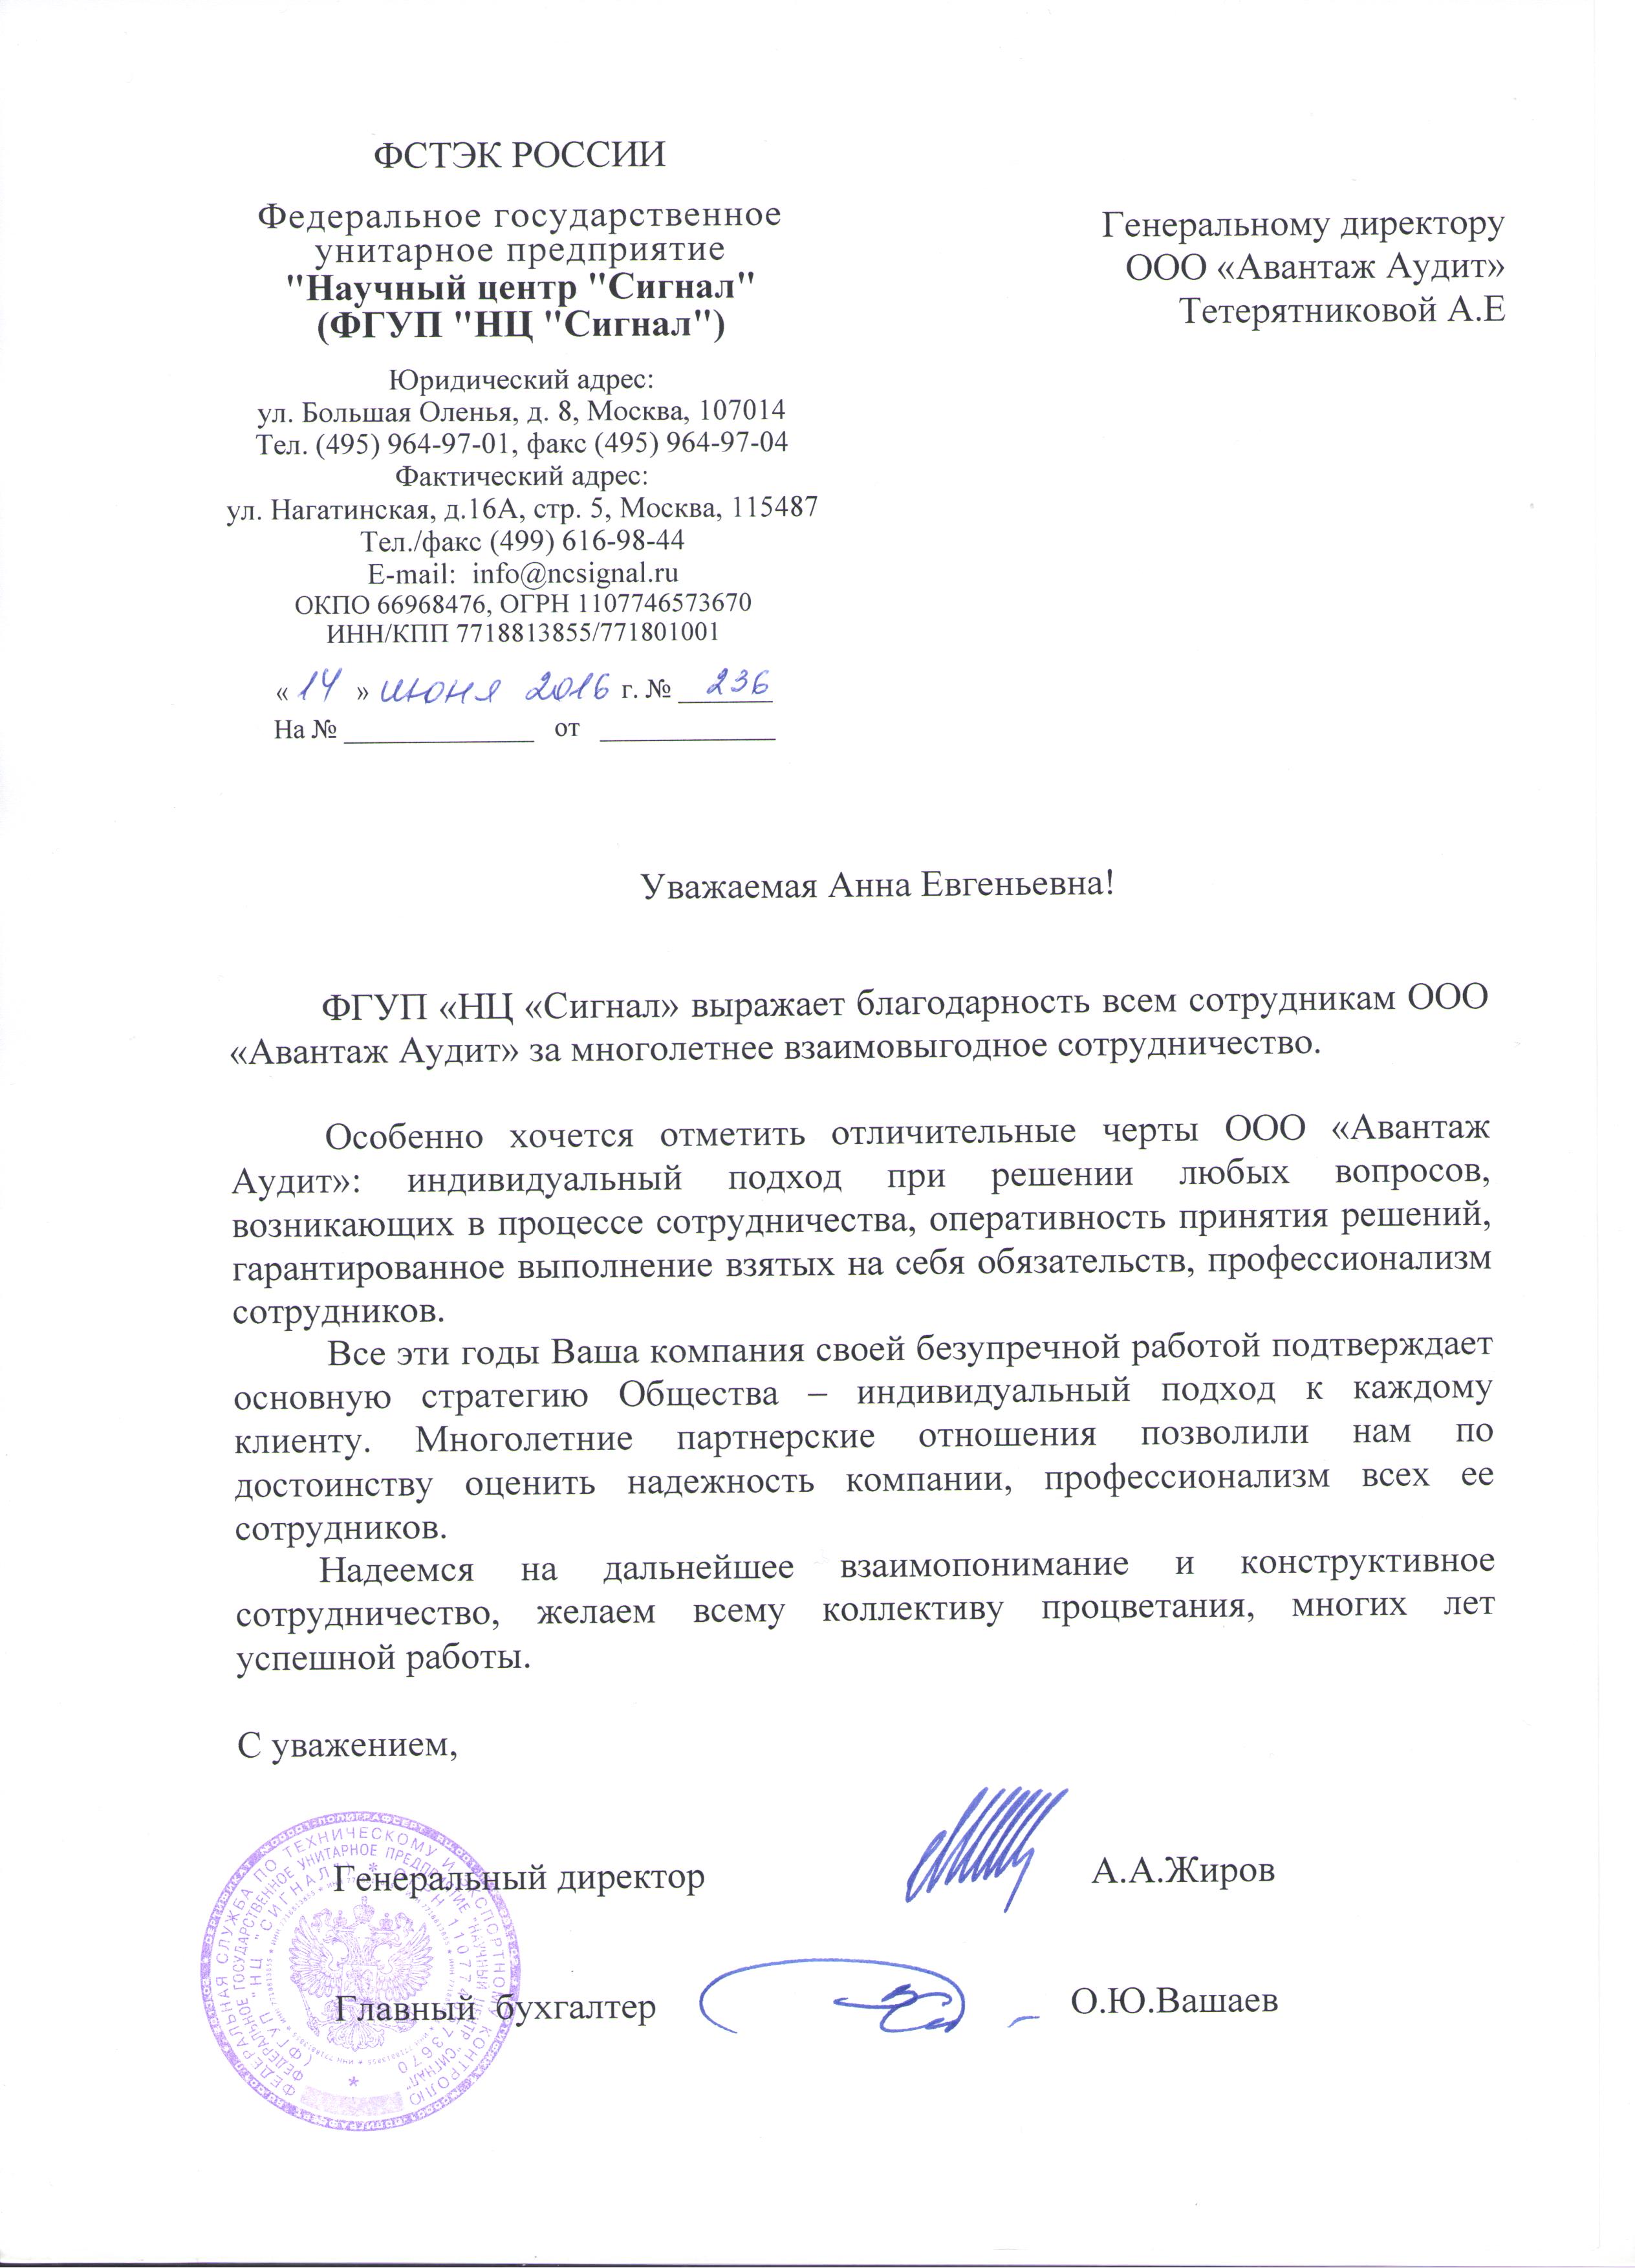 ФСТЭК РОССИИ
Федеральное государственное
унитарное предприятие
"Научный центр "Сигнал"
(ФГУП "НЦ "Сигнал")
Юридический адрес:
ул. Большая Оленья, д. 8, Москва, 107014
Тел. (495) 964-97-01, факс (495) 964-97-04
Фактический адрес:
ул. Нагатинская, д.16А, стр. 5, Москва, 115487
Тел./факс (499) 616-98-44
E-mail: info@ncsignal.ru
ОКПО 66968476, ОГРН 1107746573670
ИНН/КПП 7718813855/771801001
« 14 » июня 2016 г. № 236
На № ______________ от _____________
Генеральному директору
ООО «Авантаж Аудит»
Тетерятниковой А.Е
Уважаемая Анна Евгеньевна!
ФГУП «НЦ «Сигнал» выражает благодарность всем сотрудникам ООО
«Авантаж Аудит» за многолетнее взаимовыгодное сотрудничество.
Особенно хочется отметить отличительные черты ООО «Авантаж
Аудит»: индивидуальный подход при решении любых вопросов,
возникающих в процессе сотрудничества, оперативность принятия решений,
гарантированное выполнение взятых на себя обязательств, профессионализм
сотрудников.
Все эти годы Ваша компания своей безупречной работой подтверждает
основную стратегию Общества – индивидуальный подход к каждому
клиенту. Многолетние партнерские отношения позволили нам по
достоинству оценить надежность компании, профессионализм всех ее
сотрудников.
Надеемся на дальнейшее взаимопонимание и конструктивное
сотрудничество, желаем всему коллективу процветания, многих лет
успешной работы.
С уважением,
Генеральный директор А.А.Жиров
Главный бухгалтер О.Ю.Вашаев
ФЕДЕРАЛЬНАЯ СЛУЖБА ПО ТЕХНИЧЕСКОМУ И ЭКСПОРТНОМУ КОНТРОЛЮ
ФЕДЕРАЛЬНОЕ ГОСУДАРСТВЕННОЕ УНИТАРНОЕ ПРЕДПРИЯТИЕ "НАУЧНЫЙ ЦЕНТР "СИГНАЛ"
(ФГУП "НЦ "СИГНАЛ") * ОГРН 1107746573670